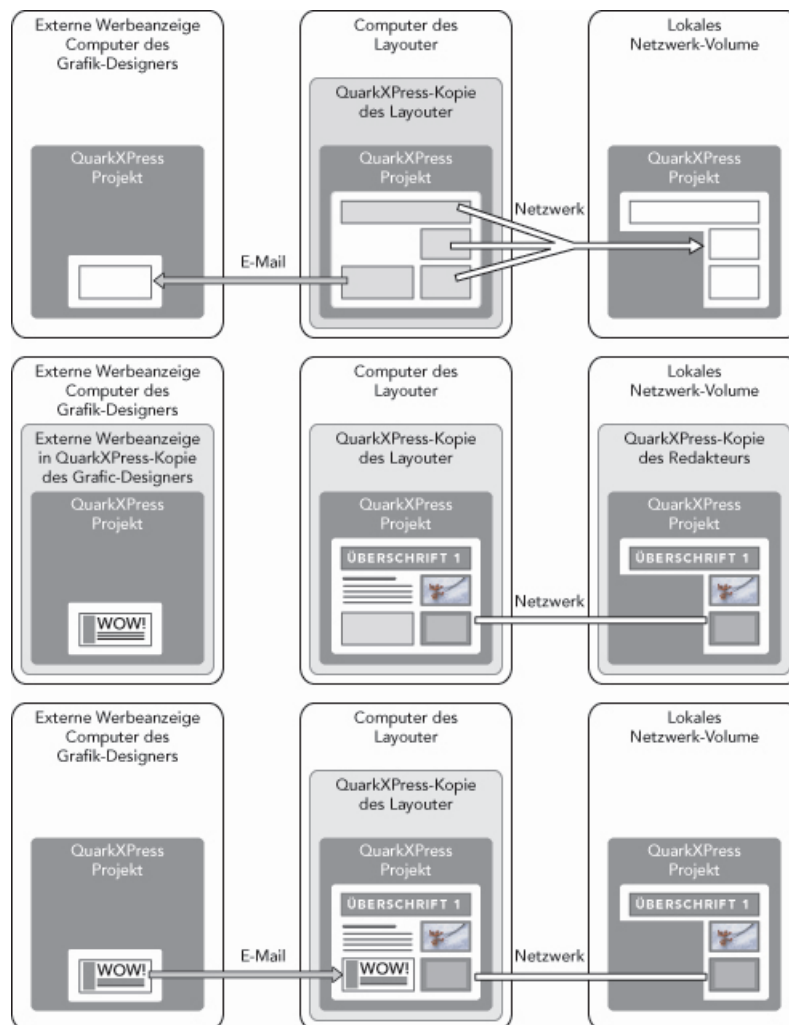 Externe Werbeanzeige
Computer des
Grafik-Designers
QuarkXPress
Projekt
E-Mail
Computer des
Layouter
QuarkXPress-Kopie
des Layouter
QuarkXPress
Projekt
Netzwerk
Lokales
Netzwerk-Volume
QuarkXPress
Projekt
Externe Werbeanzeige
Computer des
Grafik-Designers
Externe Werbeanzeige
in QuarkXPress-Kopie
des Grafic-Designers
QuarkXPress
Projekt
WOW!
Computer des
Layouter
QuarkXPress-Kopie
des Layouter
QuarkXPress
Projekt
ÜBERSCHRIFT 1
Netzwerk
Lokales
Netzwerk-Volume
QuarkXPress-Kopie
des Redakteurs
QuarkXPress
Projekt
ÜBERSCHRIFT 1
Externe Werbeanzeige
Computer des
Grafik-Designers
QuarkXPress
Projekt
WOW!
E-Mail
Computer des
Layouter
QuarkXPress-Kopie
des Layouter
QuarkXPress
Projekt
ÜBERSCHRIFT 1
WOW!
Netzwerk
Lokales
Netzwerk-Volume
QuarkXPress
Projekt
ÜBERSCHRIFT 1